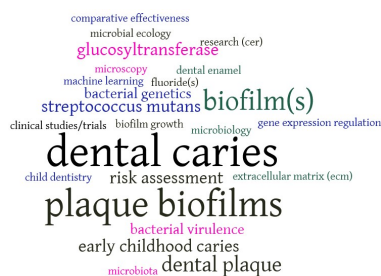 comparative effectiveness
microbial ecology
research (cer)
glucosyltransferase
microscopy
dental enamel
machine learning
fluoride(s)
bacterial genetics
biofilm(s)
streptococcus mutans
clinical studies/trials
biofilm growth
gene expression regulation
microbiology
dental caries
child dentistry
risk assessment
extracellular matrix (ecm)
plaque biofilms
bacterial virulence
early childhood caries
dental plaque
microbiota